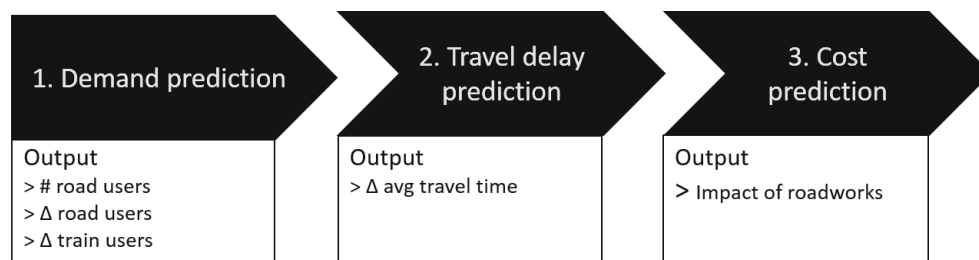 1. Demand prediction
Output
> # road users
> Δ road users
> Δ train users
2. Travel delay
prediction
Output
> Δ avg travel time
3. Cost
prediction
Output
> Impact of roadworks